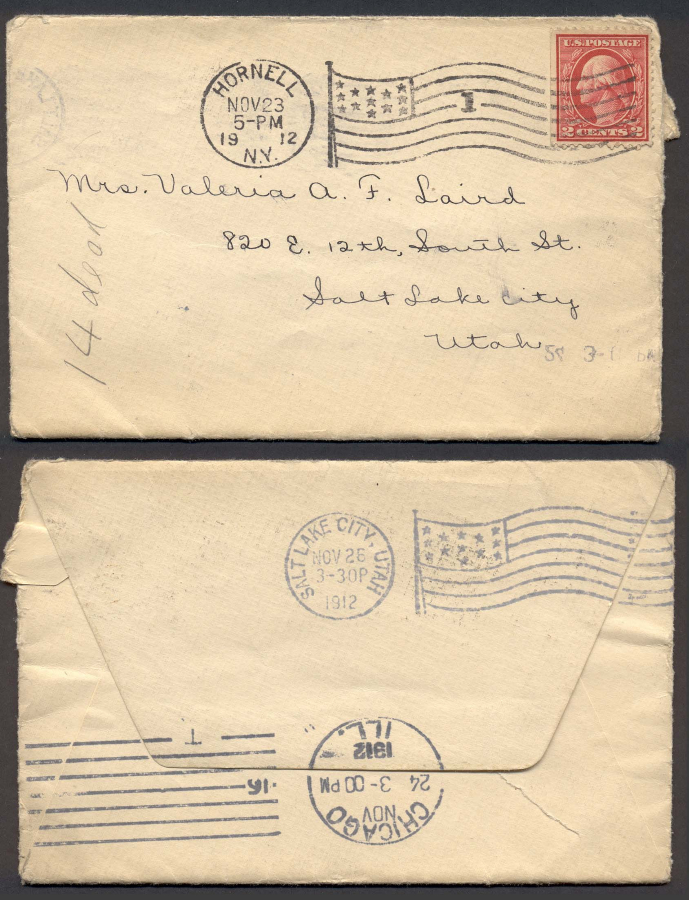 HORNELL
NOV 23
5-PM
19 12
N.Y.
1
U.S. POSTAGE
2 CENTS 2
Mrs. Valeria A. F. Laird
820 E. 12th, South St.
Salt Lake City
Utah
14 dead
SALT LAKE CITY, UTAH
NOV 26
3-30P
1912
T
16
CHICAGO
NOV
24 3-00 PM
1912
ILL.